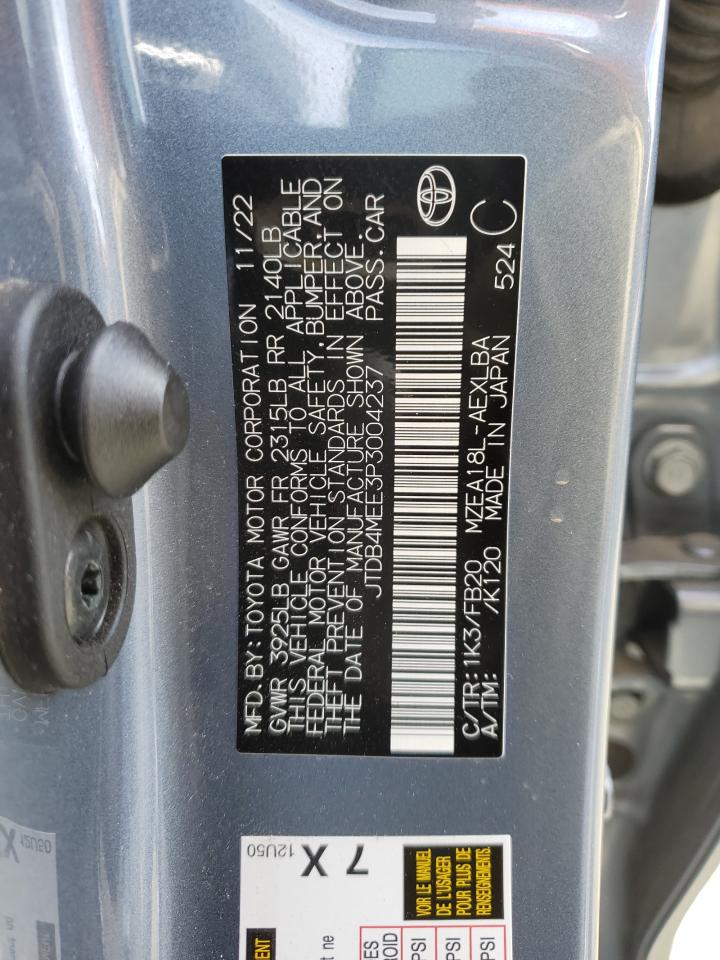 MFD.BY:TOYOTA MOTOR CORPORATION 11/22
GVWR 3925LB GAWR FR 2315LB RR 2140LB
THIS VEHICLE CONFORMS TO ALL APPLICABLE
FEDERAL MOTOR VEHICLE SAFETY,BUMPER,AND
THEFT PREVENTION STANDARDS IN EFFECT ON
THE DATE OF MANUFACTURE SHOWN ABOVE.
JTDB4MEE3P3004237 PASS.CAR
C/TR:1K3/FB20 MZEA18L-AEXLBA
A/TM: /K120 MADE IN JAPAN 524 C
12U50
7 X
VOIR LE MANUEL
DE L'USAGER
POUR PLUS DE
RENSEIGNEMENTS.
PSI
PSI
PSI
12U50
X